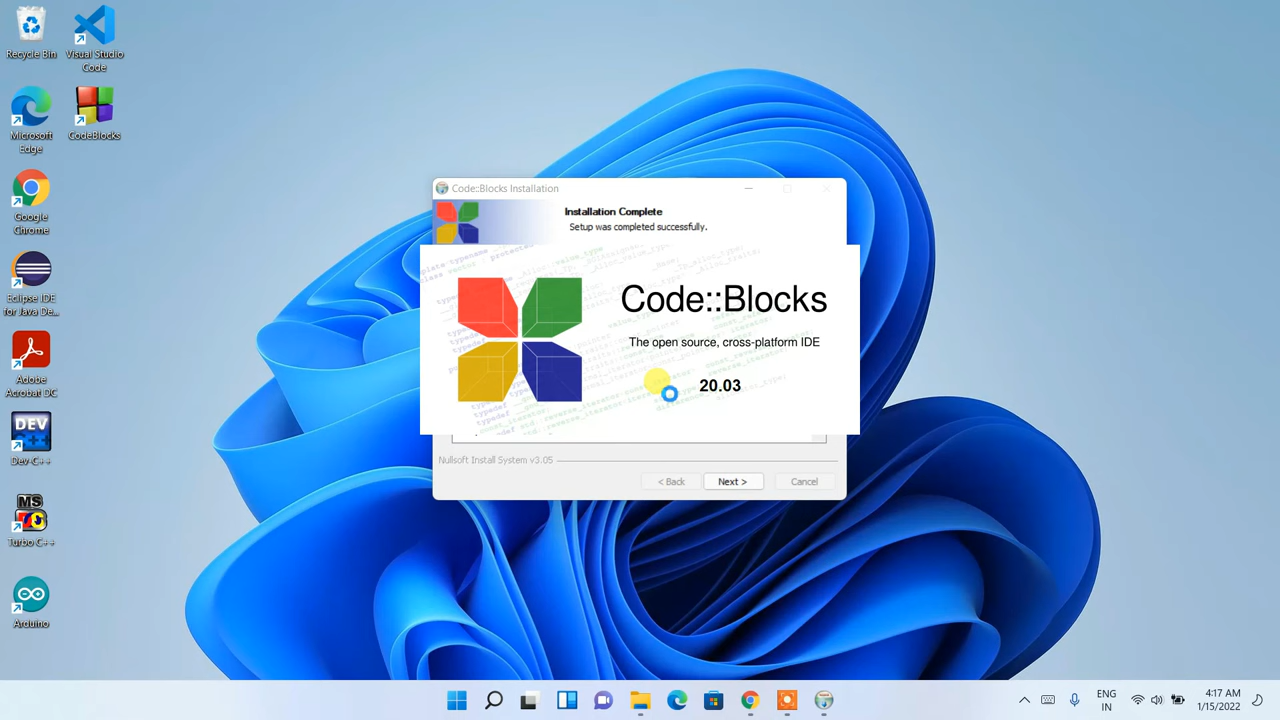 Recycle Bin
Visual Studio
Code
Microsoft
Edge
CodeBlocks
Google
Chrome
Eclipse IDE
for Java De...
Adobe
Acrobat DC
DEV
Dev-C++
MS
Turbo C++
Arduino
Code::Blocks Installation
Installation Complete
Setup was completed successfully.
Code::Blocks
The open source, cross-platform IDE
20.03
Nullsoft Install System v3.05
< Back
Next >
Cancel
ENG
IN
4:17 AM
1/15/2022